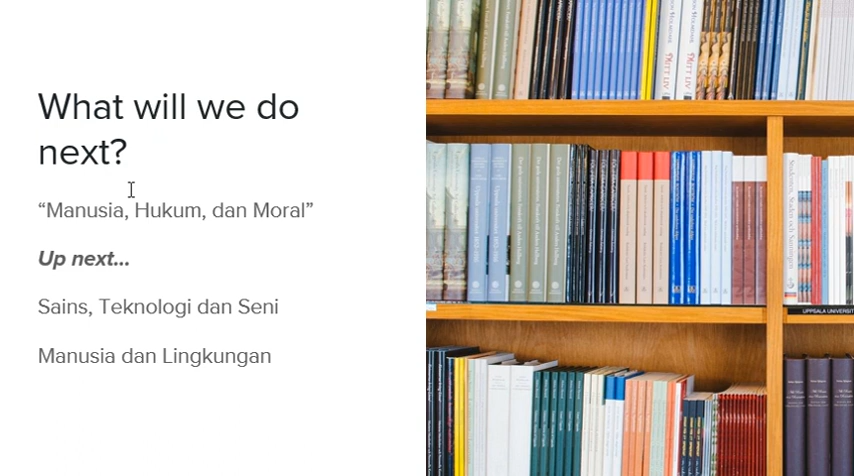 What will we do
next?
“Manusia, Hukum, dan Moral”
Up next...
Sains, Teknologi dan Seni
Manusia dan Lingkungan
UPPSALA UNIVERSIT